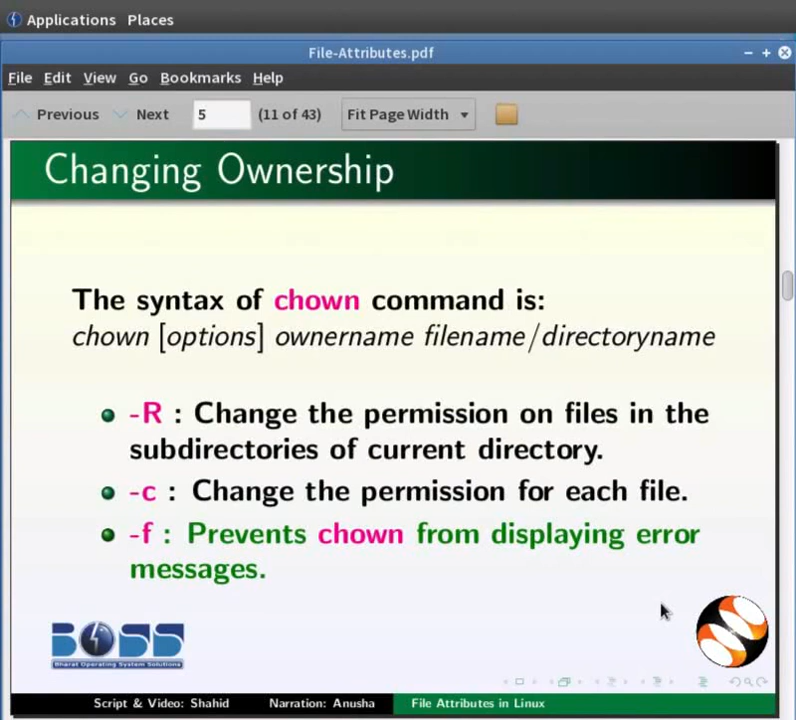 Applications Places
File-Attributes.pdf
File Edit View Go Bookmarks Help
Previous Next 5 (11 of 43) Fit Page Width
Changing Ownership
The syntax of chown command is:
chown [options] ownername filename/directoryname
-R : Change the permission on files in the
subdirectories of current directory.
-c : Change the permission for each file.
-f : Prevents chown from displaying error
messages.
BOSS
Bharat Operating System Solutions
Script & Video: Shahid Narration: Anusha File Attributes in Linux